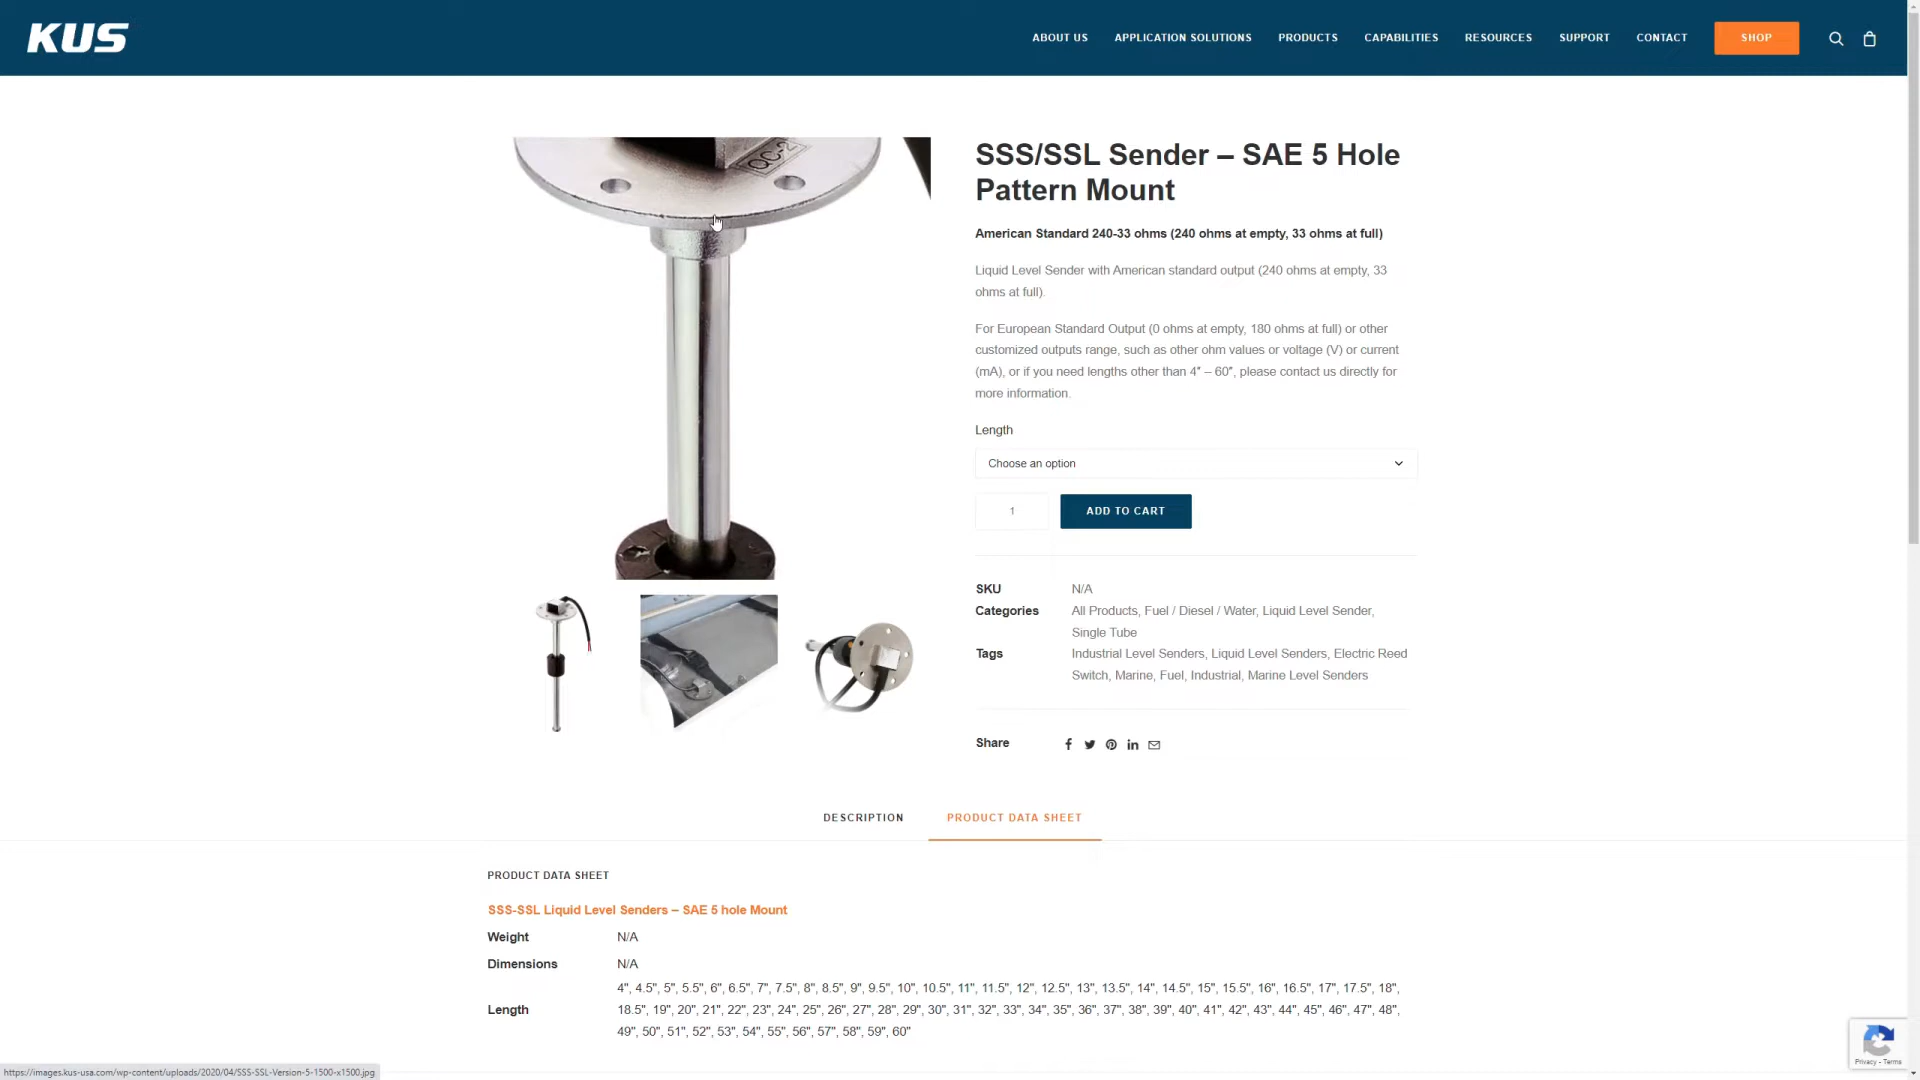 KUS
ABOUT US
APPLICATION SOLUTIONS
PRODUCTS
CAPABILITIES
RESOURCES
SUPPORT
CONTACT
SHOP
QC-2
SSS/SSL Sender – SAE 5 Hole
Pattern Mount
American Standard 240-33 ohms (240 ohms at empty, 33 ohms at full)
Liquid Level Sender with American standard output (240 ohms at empty, 33
ohms at full).
For European Standard Output (0 ohms at empty, 180 ohms at full) or other
customized outputs range, such as other ohm values or voltage (V) or current
(mA), or if you need lengths other than 4″ – 60″, please contact us directly for
more information.
Length
Choose an option
1
ADD TO CART
SKU N/A
Categories All Products, Fuel / Diesel / Water, Liquid Level Sender,
Single Tube
Tags Industrial Level Senders, Liquid Level Senders, Electric Reed
Switch, Marine, Fuel, Industrial, Marine Level Senders
Share
DESCRIPTION
PRODUCT DATA SHEET
PRODUCT DATA SHEET
SSS-SSL Liquid Level Senders – SAE 5 hole Mount
Weight N/A
Dimensions N/A
Length
4", 4.5", 5", 5.5", 6", 6.5", 7", 7.5", 8", 8.5", 9", 9.5", 10", 10.5", 11", 11.5", 12", 12.5", 13", 13.5", 14", 14.5", 15", 15.5", 16", 16.5", 17", 17.5", 18",
18.5", 19", 20", 21", 22", 23", 24", 25", 26", 27", 28", 29", 30", 31", 32", 33", 34", 35", 36", 37", 38", 39", 40", 41", 42", 43", 44", 45", 46", 47", 48",
49", 50", 51", 52", 53", 54", 55", 56", 57", 58", 59", 60"
Privacy - Terms
https://images.kus-usa.com/wp-content/uploads/2020/04/SSS-SSL-Version-5-1500-x1500.jpg